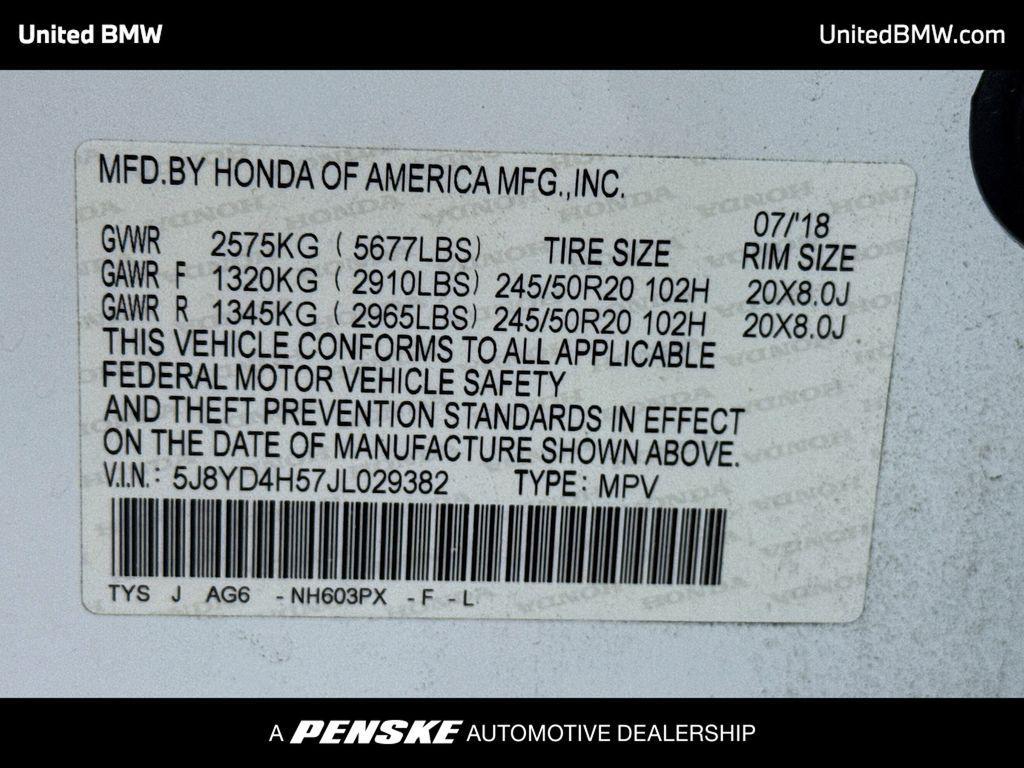 United BMW
UnitedBMW.com
MFD.BY HONDA OF AMERICA MFG.,INC.
07/'18
GVWR 2575KG ( 5677LBS) TIRE SIZE RIM SIZE
GAWR F 1320KG ( 2910LBS) 245/50R20 102H 20X8.0J
GAWR R 1345KG ( 2965LBS) 245/50R20 102H 20X8.0J
THIS VEHICLE CONFORMS TO ALL APPLICABLE
FEDERAL MOTOR VEHICLE SAFETY
AND THEFT PREVENTION STANDARDS IN EFFECT
ON THE DATE OF MANUFACTURE SHOWN ABOVE.
V.I.N.: 5J8YD4H57JL029382 TYPE: MPV
TYS J AG6 -NH603PX -F -L
A PENSKE AUTOMOTIVE DEALERSHIP